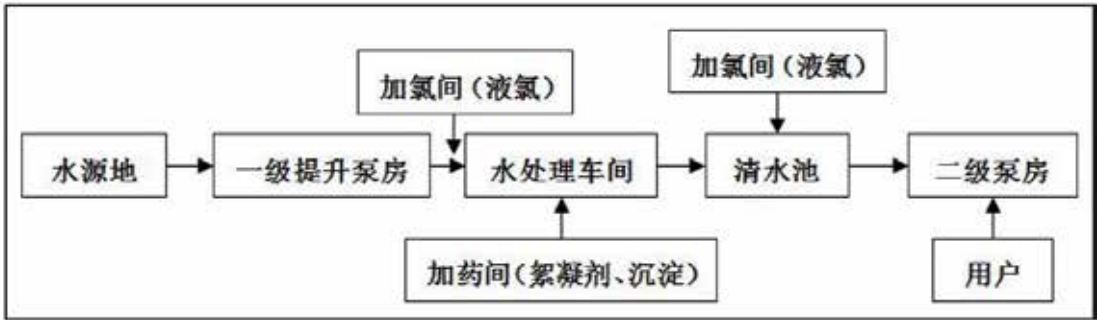 加氯间（液氯）
加氯间（液氯）
水源地
一级提升泵房
水处理车间
清水池
二级泵房
加药间（絮凝剂、沉淀）
用户